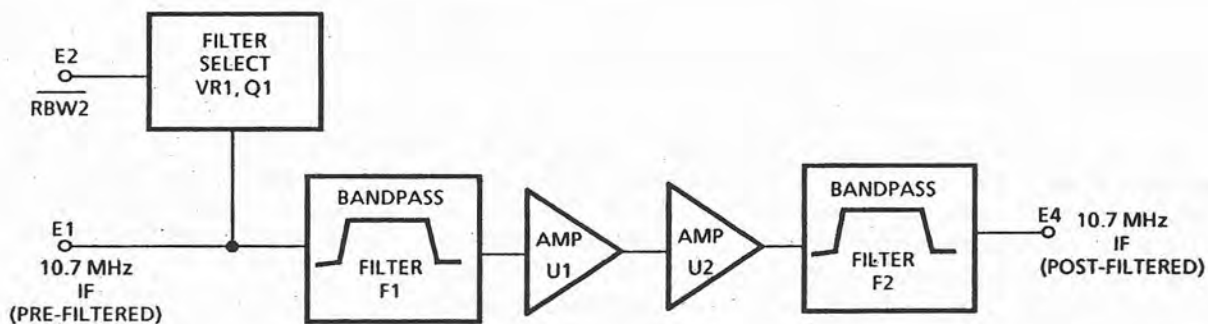 FILTER
SELECT
VR1, Q1
E2
RBW2
BANDPASS
FILTER
F1
AMP
U1
AMP
U2
BANDPASS
FILTER
F2
E1
10.7 MHz
IF
(PRE-FILTERED)
E4
10.7 MHz
IF
(POST-FILTERED)